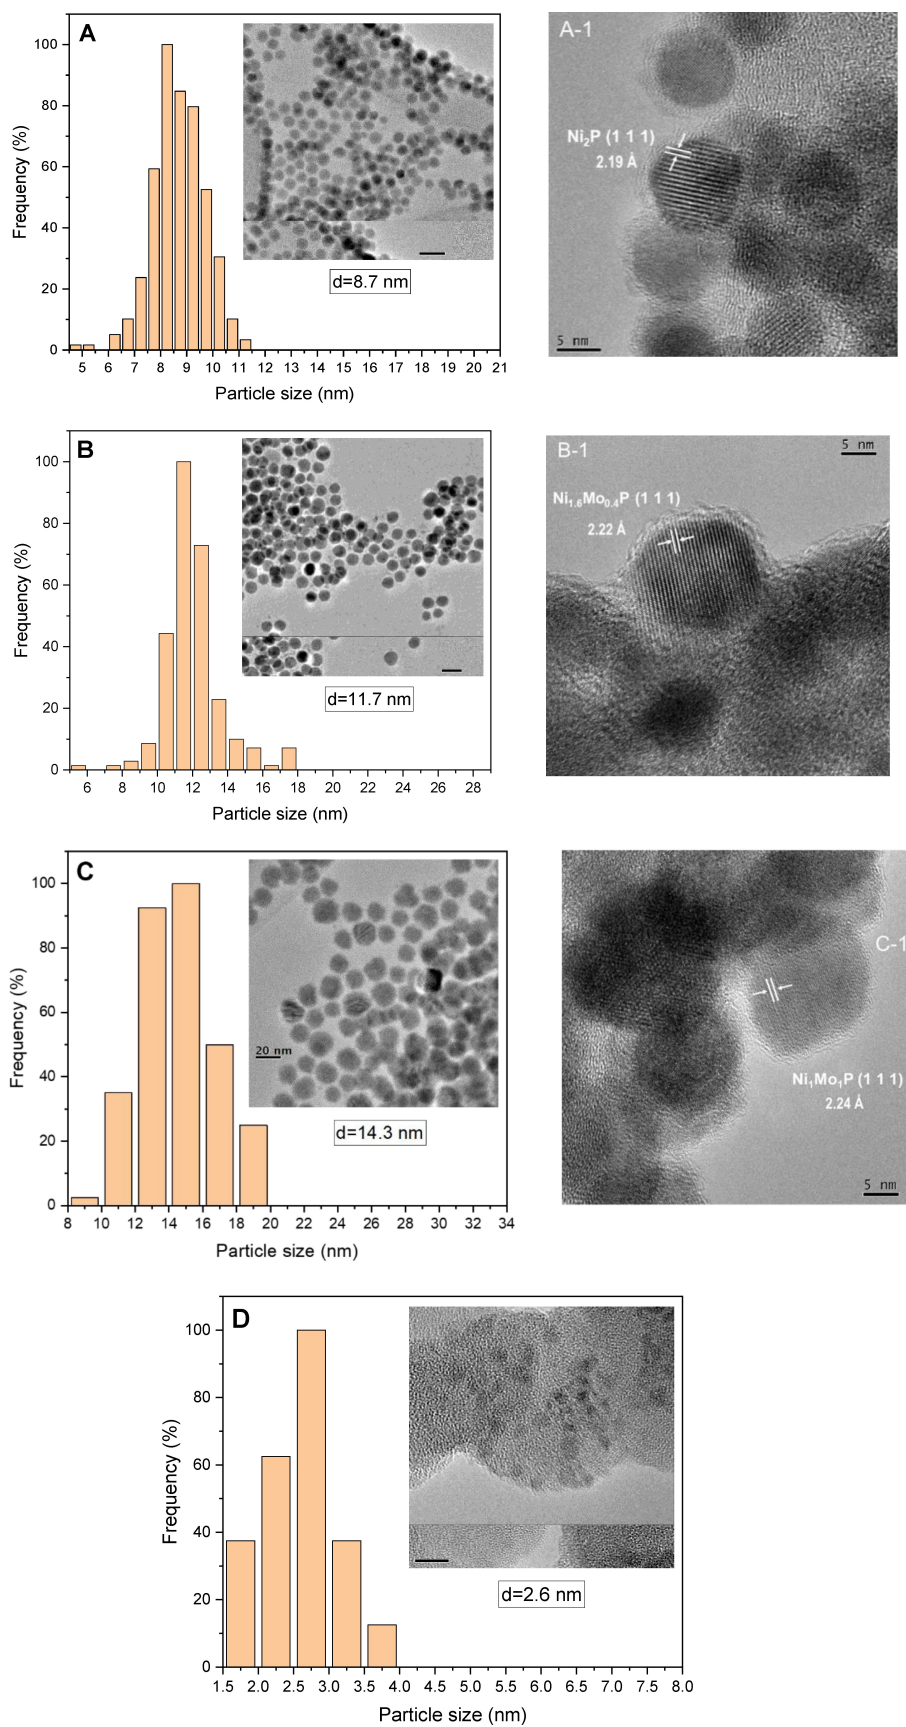 A
100
80
60
40
20
0
Frequency (%)
d=8.7 nm
5 6 7 8 9 10 11 12 13 14 15 16 17 18 19 20 21
Particle size (nm)
A-1
Ni₂P (1 1 1)
2.19 Å
5 nm
B
100
80
60
40
20
0
Frequency (%)
d=11.7 nm
6 8 10 12 14 16 18 20 22 24 26 28
Particle size (nm)
B-1
5 nm
Ni₁.₆Mo₀.₄P (1 1 1)
2.22 Å
C
100
80
60
40
20
0
Frequency (%)
20 nm
d=14.3 nm
8 10 12 14 16 18 20 22 24 26 28 30 32 34
Particle size (nm)
C-1
Ni₁Mo₁P (1 1 1)
2.24 Å
5 nm
D
100
80
60
40
20
0
Frequency (%)
d=2.6 nm
1.5 2.0 2.5 3.0 3.5 4.0 4.5 5.0 5.5 6.0 6.5 7.0 7.5 8.0
Particle size (nm)